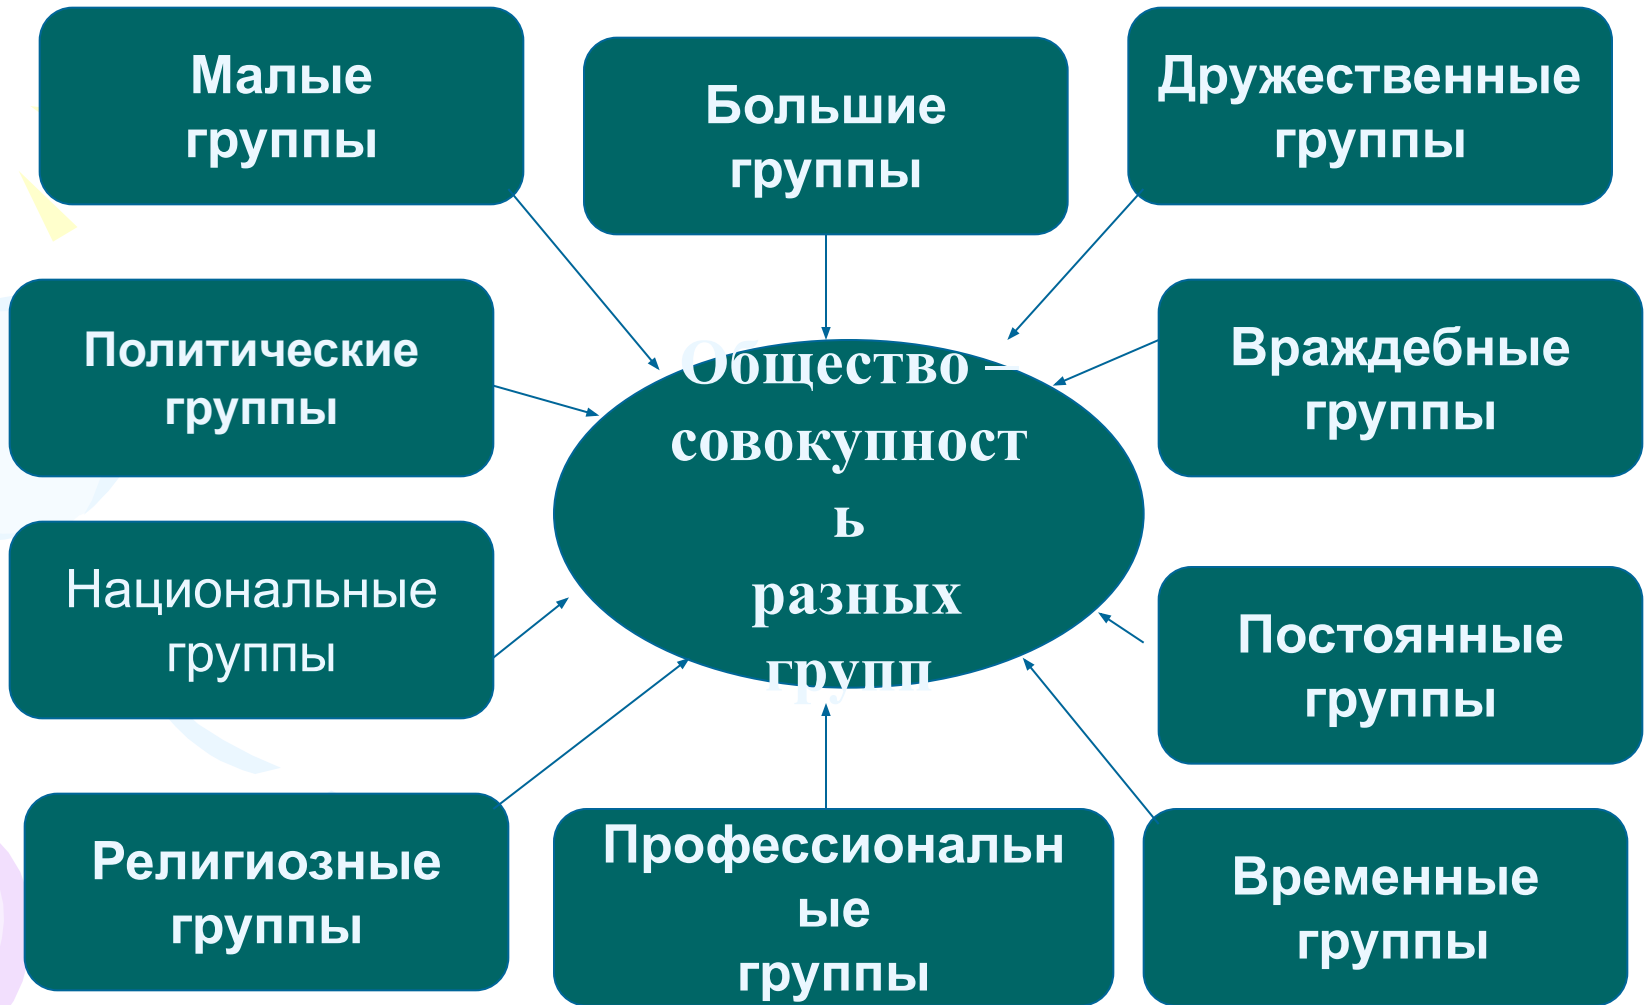 Малые
группы
Большие
группы
Дружественные
группы
Политические
группы
Общество –
совокупност
ь
разных
групп
Враждебные
группы
Национальные
группы
Постоянные
группы
Религиозные
группы
Профессиональн
ые
группы
Временные
группы